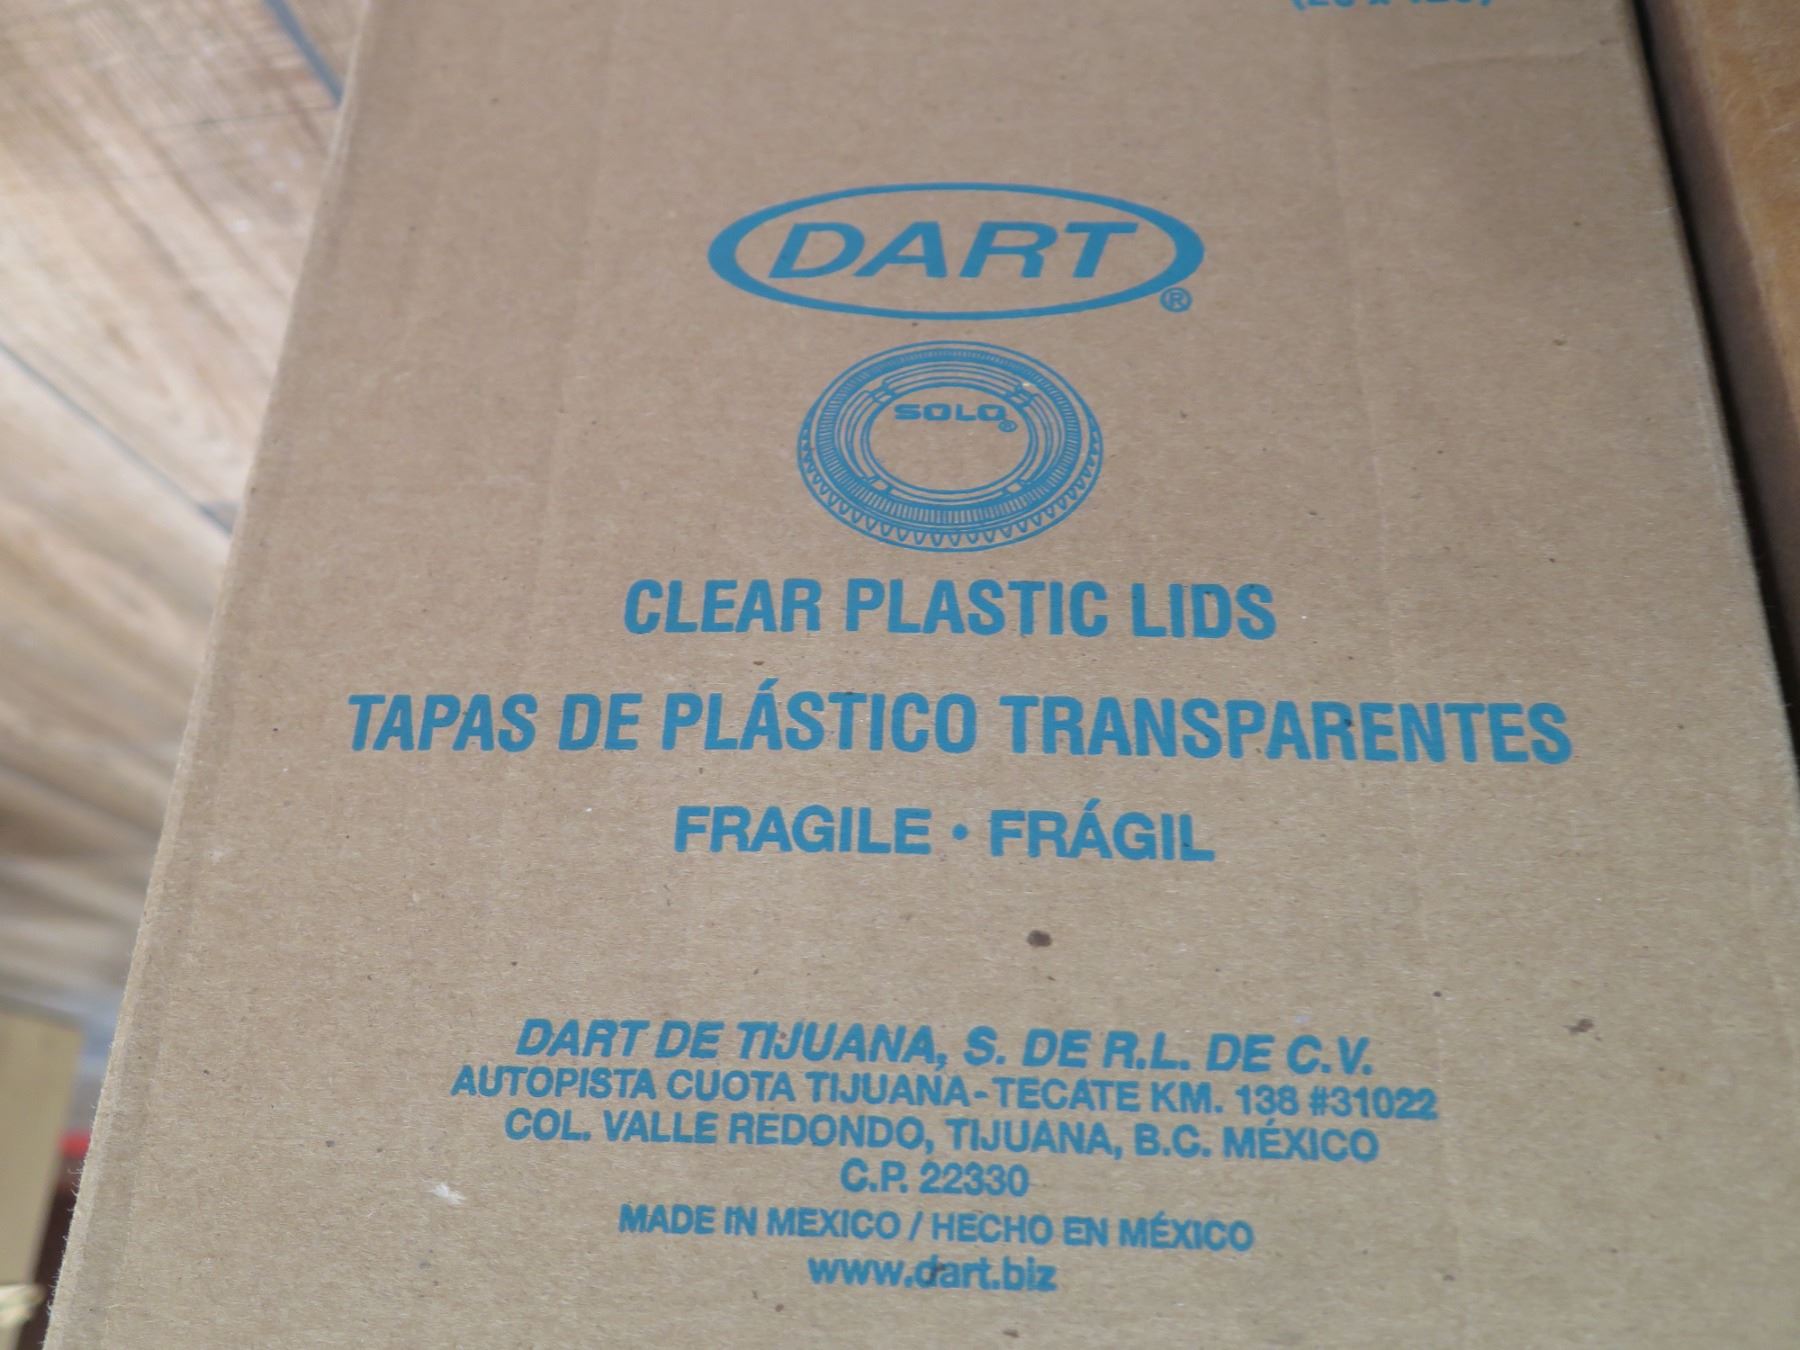 DART®
SOLO®
CLEAR PLASTIC LIDS
TAPAS DE PLÁSTICO TRANSPARENTES
FRAGILE • FRÁGIL
DART DE TIJUANA, S. DE R.L. DE C.V.
AUTOPISTA CUOTA TIJUANA-TECATE KM. 138 #31022
COL. VALLE REDONDO, TIJUANA, B.C. MÉXICO
C.P. 22330
MADE IN MEXICO / HECHO EN MÉXICO
www.dart.biz